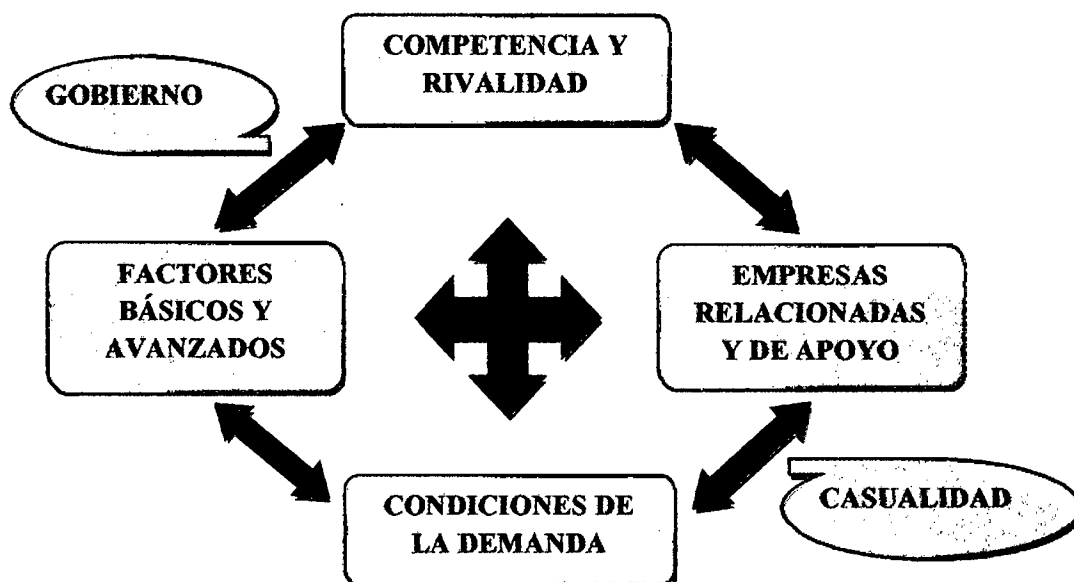 COMPETENCIA Y
RIVALIDAD
GOBIERNO
FACTORES
BÁSICOS Y
AVANZADOS
EMPRESAS
RELACIONADAS
Y DE APOYO
CONDICIONES DE
LA DEMANDA
CASUALIDAD